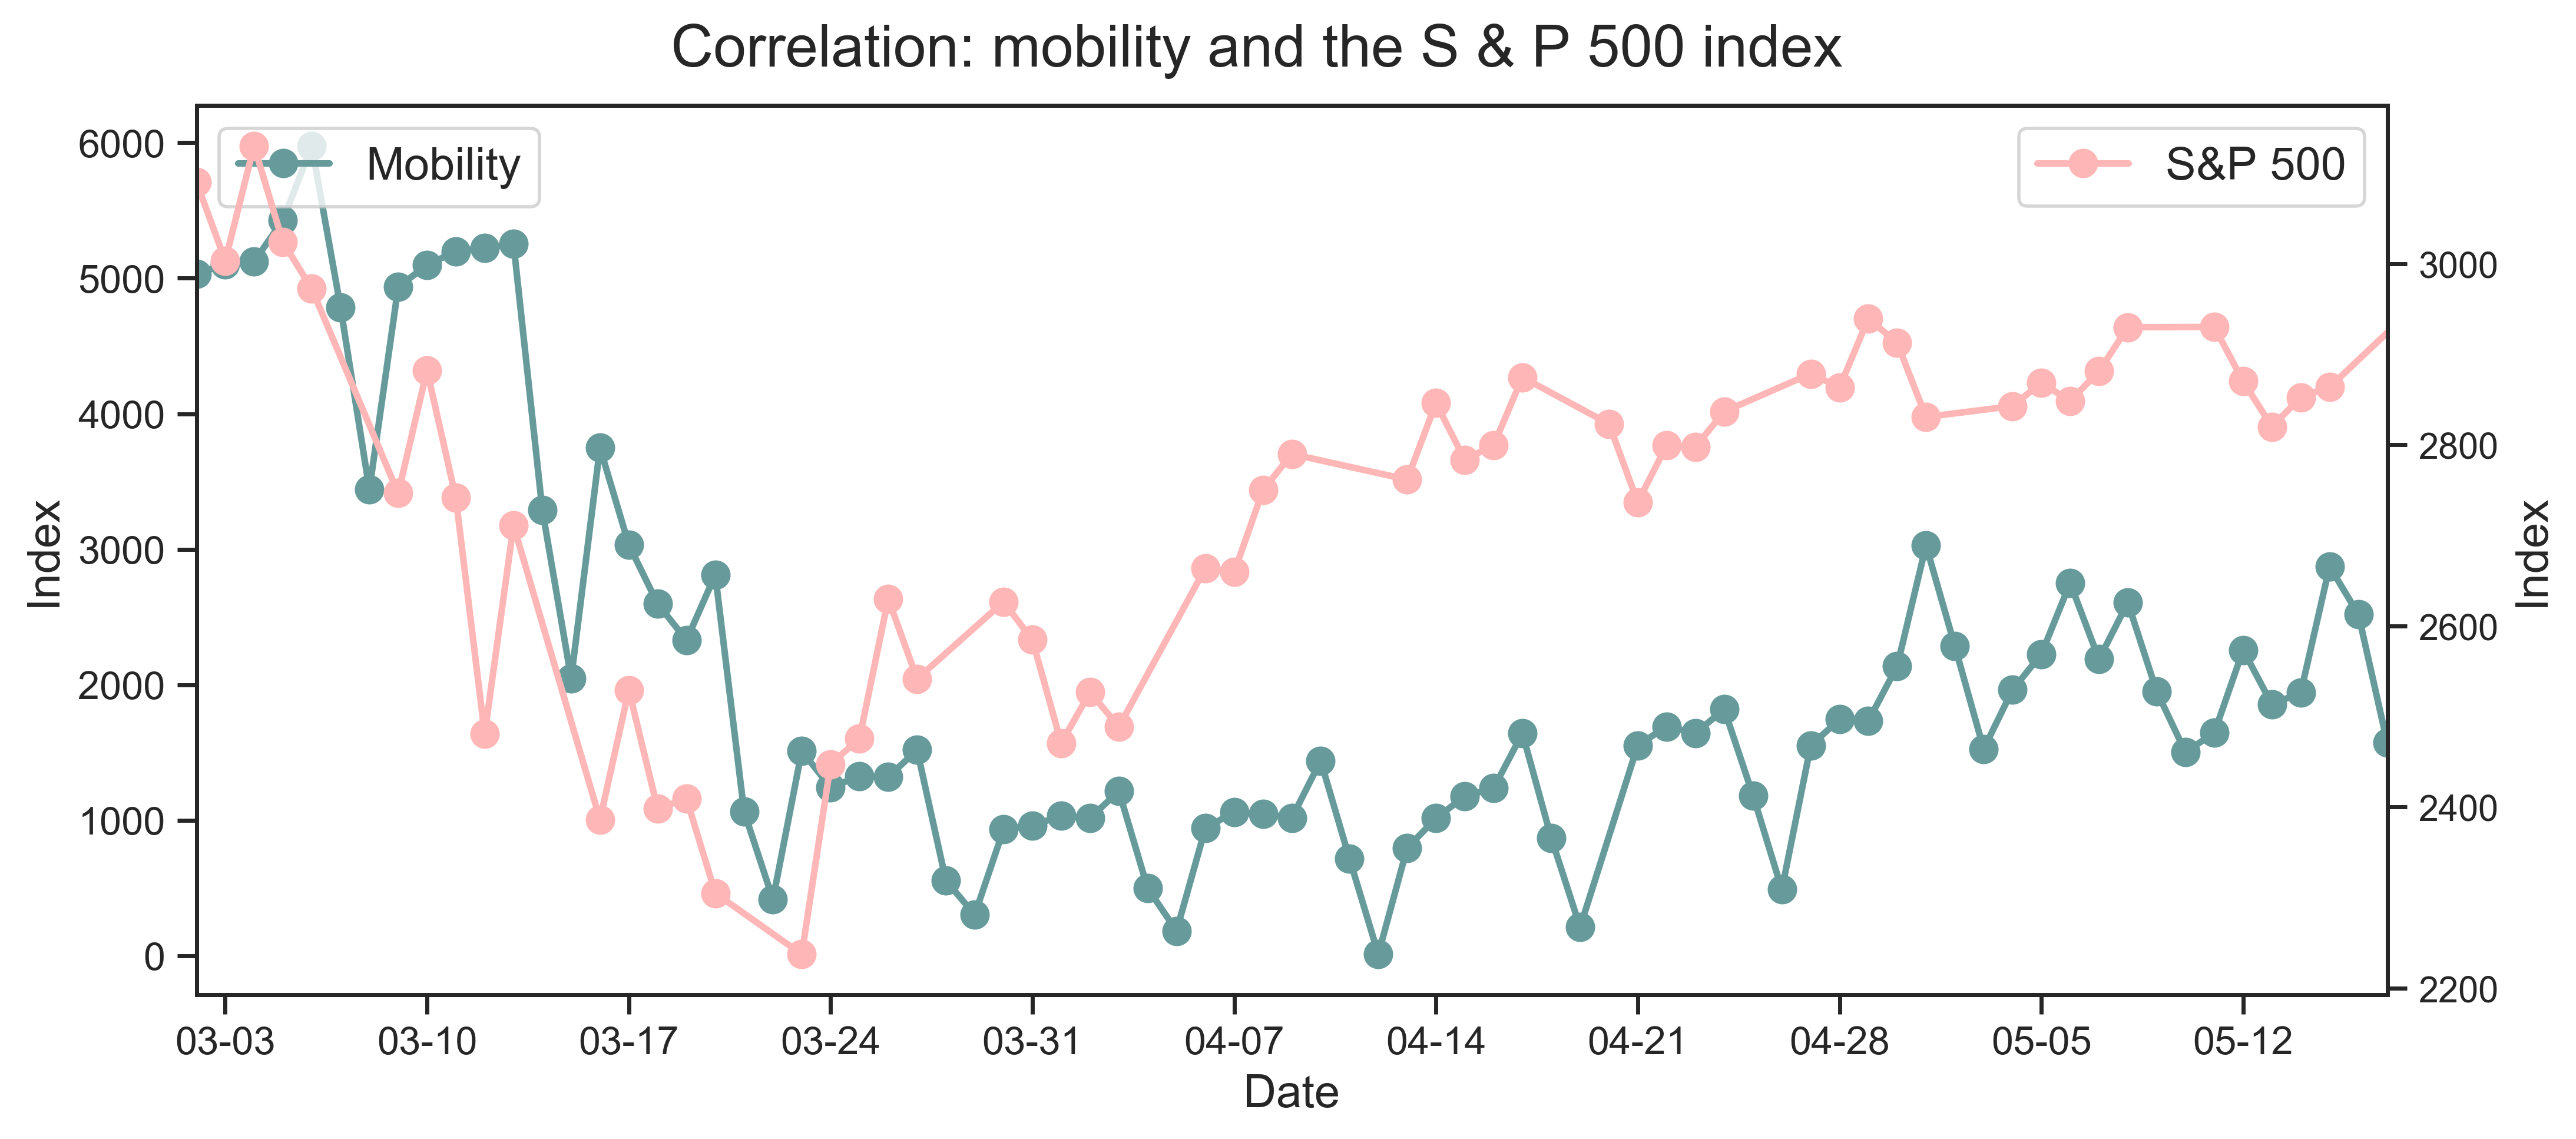 Correlation: mobility and the S & P 500 index
Mobility
S&P 500
6000
5000
4000
3000
2000
1000
0
Index
3000
2800
2600
2400
2200
Index
03-03 03-10 03-17 03-24 03-31 04-07 04-14 04-21 04-28 05-05 05-12
Date